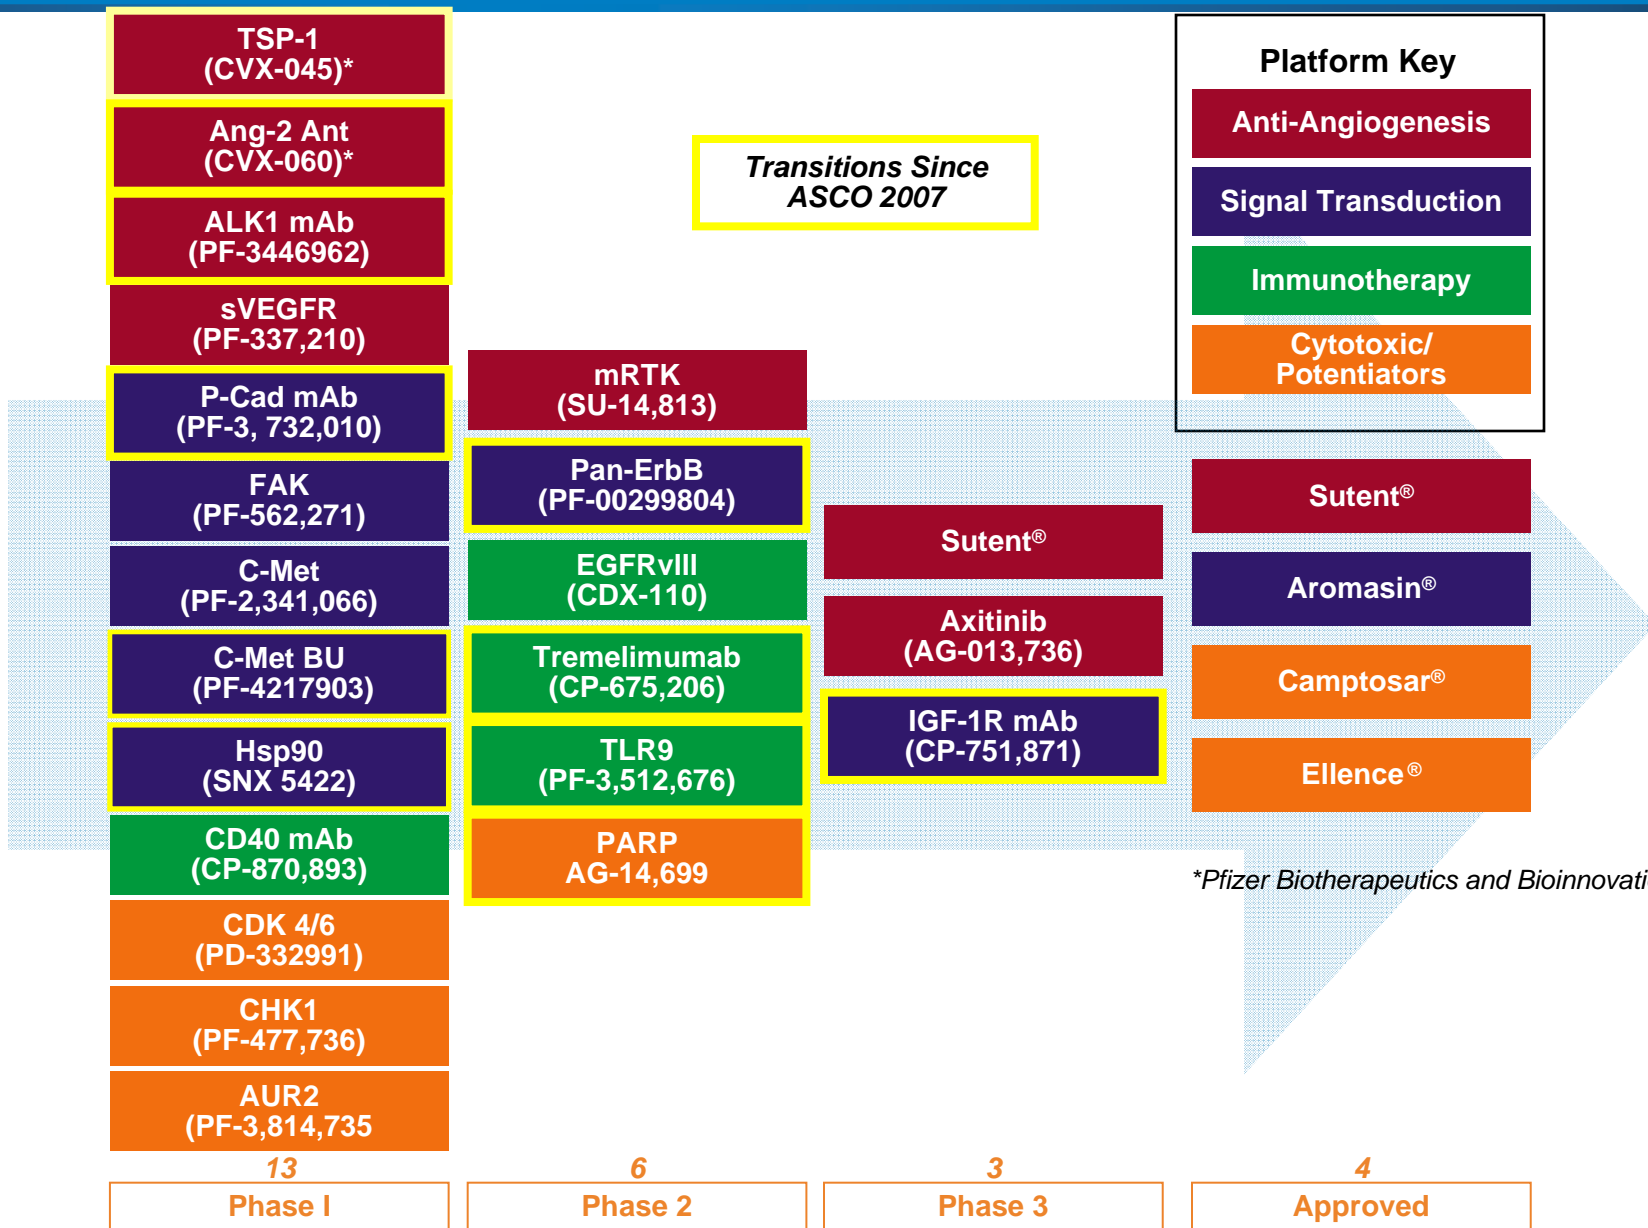 TSP-1
(CVX-045)*
Ang-2 Ant
(CVX-060)*
ALK1 mAb
(PF-3446962)
sVEGFR
(PF-337,210)
P-Cad mAb
(PF-3, 732,010)
FAK
(PF-562,271)
C-Met
(PF-2,341,066)
C-Met BU
(PF-4217903)
Hsp90
(SNX 5422)
CD40 mAb
(CP-870,893)
CDK 4/6
(PD-332991)
CHK1
(PF-477,736)
AUR2
(PF-3,814,735
13
Phase I
mRTK
(SU-14,813)
Pan-ErbB
(PF-00299804)
EGFRvIII
(CDX-110)
Tremelimumab
(CP-675,206)
TLR9
(PF-3,512,676)
PARP
AG-14,699
6
Phase 2
Transitions Since
ASCO 2007
Sutent®
Axitinib
(AG-013,736)
IGF-1R mAb
(CP-751,871)
3
Phase 3
Platform Key
Anti-Angiogenesis
Signal Transduction
Immunotherapy
Cytotoxic/
Potentiators
Sutent®
Aromasin®
Camptosar®
Ellence®
*Pfizer Biotherapeutics and Bioinnovati
4
Approved